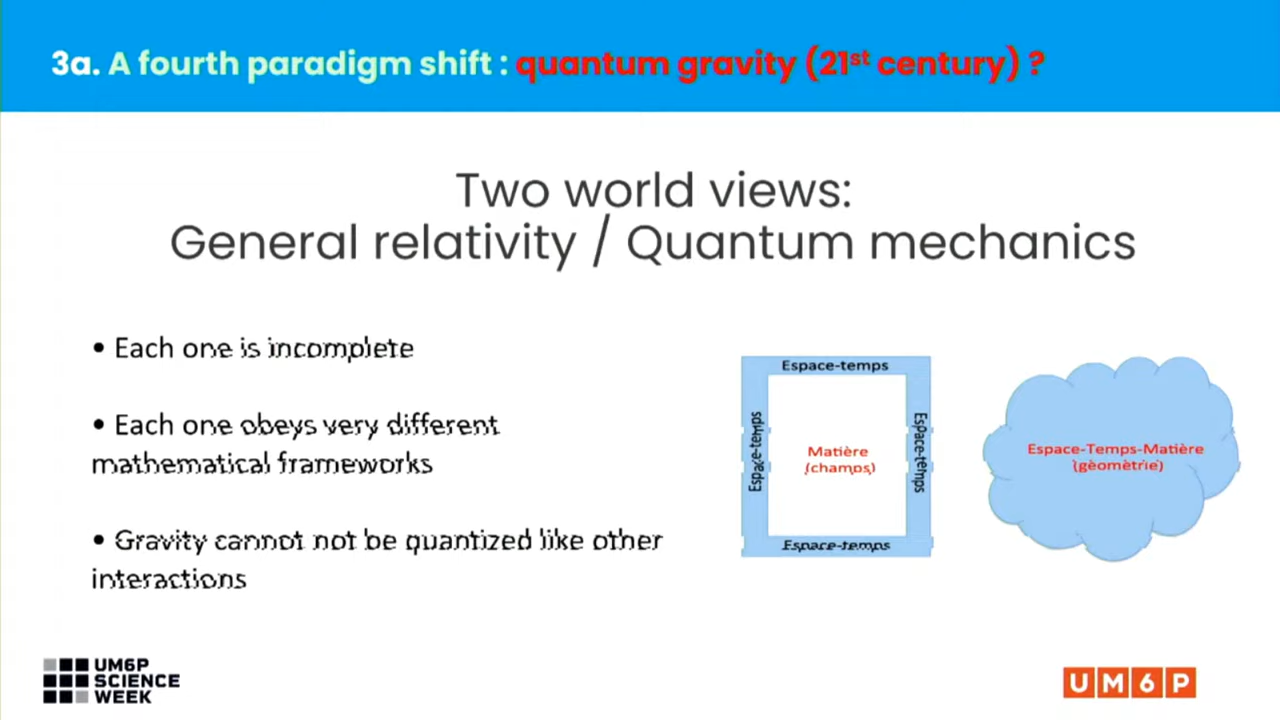 3a. A fourth paradigm shift : quantum gravity (21st century) ?
Two world views:
General relativity / Quantum mechanics
• Each one is incomplete
• Each one obeys very different
mathematical frameworks
• Gravity cannot not be quantized like other
interactions
Espace-temps
Espace-temps
Matière
(champs)
Espace-temps
Espace-temps
Espace-Temps-Matière
(géométrie)
UM6P
SCIENCE
WEEK
UM6P